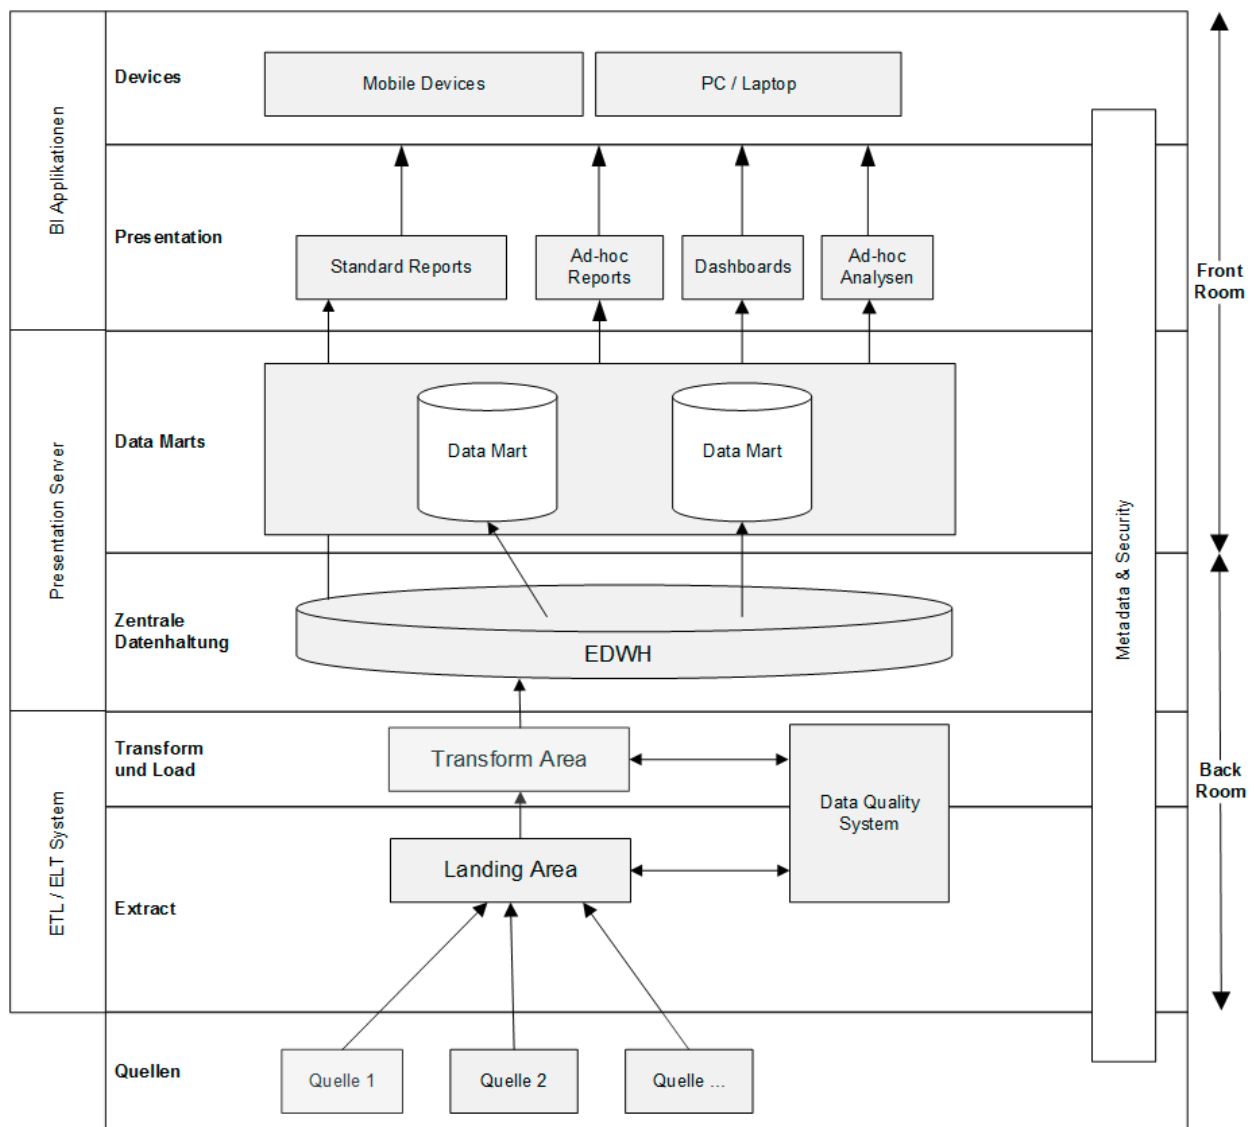 Devices
Mobile Devices
PC / Laptop
BI Applikationen
Presentation
Standard Reports
Ad-hoc
Reports
Dashboards
Ad-hoc
Analysen
Front
Room
Data Marts
Data Mart
Data Mart
Presentation Server
Metadata & Security
Zentrale
Datenhaltung
EDWH
Transform
und Load
Transform Area
Data Quality
System
Back
Room
ETL / ELT System
Landing Area
Extract
Quellen
Quelle 1
Quelle 2
Quelle ...